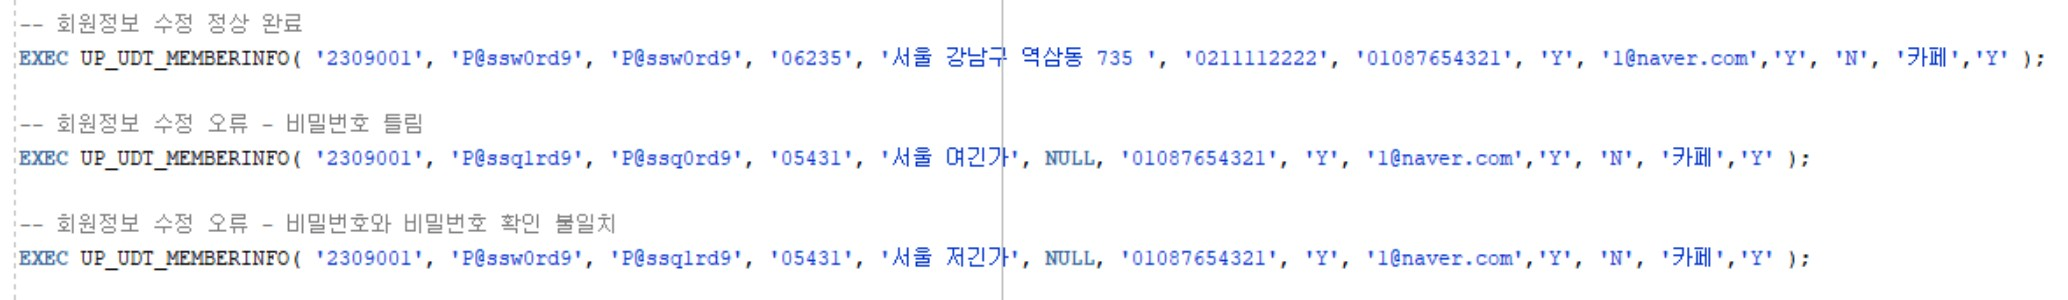 -- 회원정보 수정 정상 완료
EXEC UP_UDT_MEMBERINFO( '2309001', 'P@ssw0rd9', 'P@ssw0rd9', '06235', '서울 강남구 역삼동 735 ', '0211112222', '01087654321', 'Y', '1@naver.com','Y', 'N', '카페','Y' );
-- 회원정보 수정 오류 - 비밀번호 틀림
EXEC UP_UDT_MEMBERINFO( '2309001', 'P@ssq1rd9', 'P@ssq0rd9', '05431', '서울 여긴가', NULL, '01087654321', 'Y', '1@naver.com','Y', 'N', '카페','Y' );
-- 회원정보 수정 오류 - 비밀번호와 비밀번호 확인 불일치
EXEC UP_UDT_MEMBERINFO( '2309001', 'P@ssw0rd9', 'P@ssq1rd9', '05431', '서울 저긴가', NULL, '01087654321', 'Y', '1@naver.com','Y', 'N', '카페','Y' );